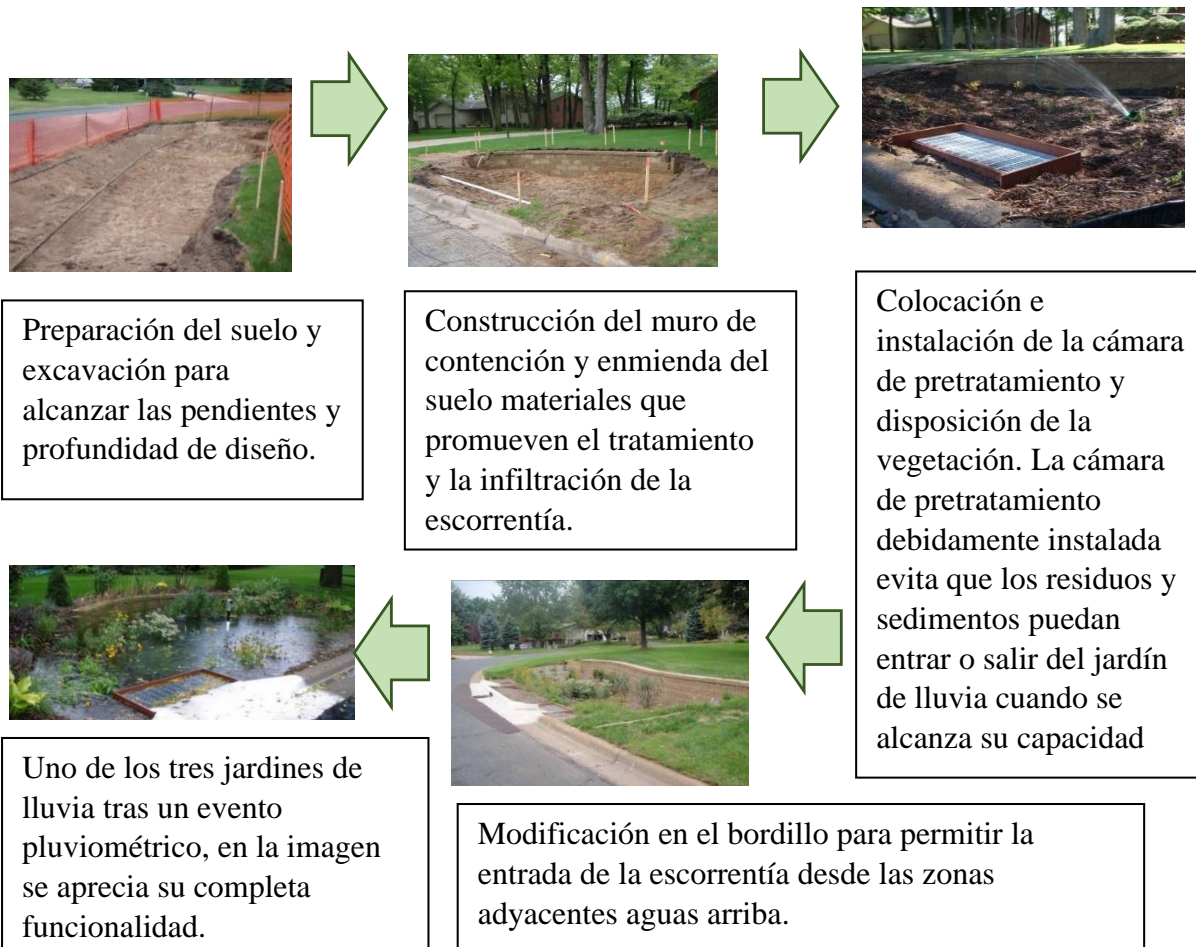 Preparación del suelo y
excavación para
alcanzar las pendientes y
profundidad de diseño.
Construcción del muro de
contención y enmienda del
suelo materiales que
promueven el tratamiento
y la infiltración de la
escorrentía.
Colocación e
instalación de la cámara
de pretratamiento y
disposición de la
vegetación. La cámara
de pretratamiento
debidamente instalada
evita que los residuos y
sedimentos puedan
entrar o salir del jardín
de lluvia cuando se
alcanza su capacidad
Modificación en el bordillo para permitir la
entrada de la escorrentía desde las zonas
adyacentes aguas arriba.
Uno de los tres jardines de
lluvia tras un evento
pluviométrico, en la imagen
se aprecia su completa
funcionalidad.